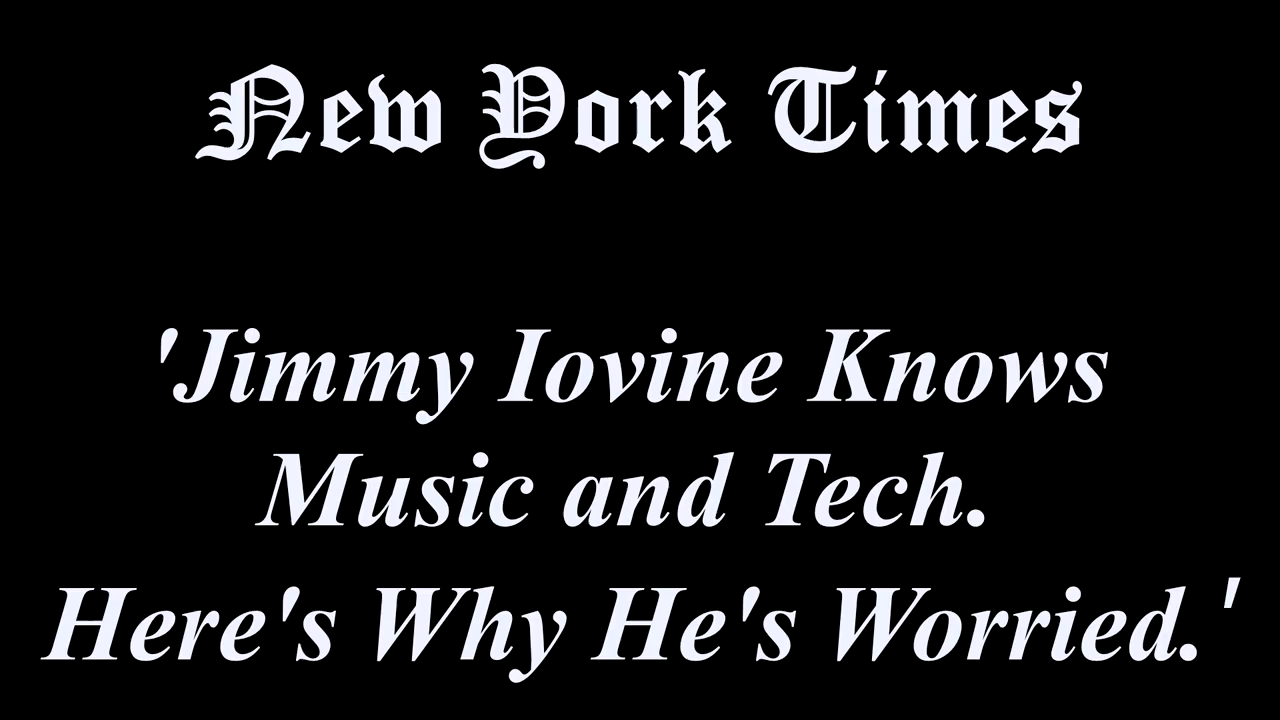 New York Times
'Jimmy Iovine Knows
Music and Tech.
Here's Why He's Worried.'